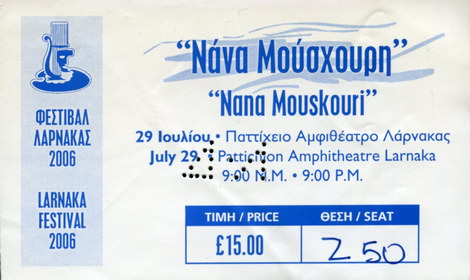 ΦΕΣΤΙΒΑΛ
ΛΑΡΝΑΚΑΣ
2006
LARNAKA
FESTIVAL
2006
“Νάνα Μούσχουρη”
“Nana Mouskouri”
29 Ιουλίου • Παττίχειο Αμφιθέατρο Λάρνακας
July 29 • Pattichion Amphitheatre Larnaka
9:00 Μ.Μ. • 9:00 P.M.
ΤΙΜΗ / PRICE
£15.00
ΘΕΣΗ / SEAT
Z 50